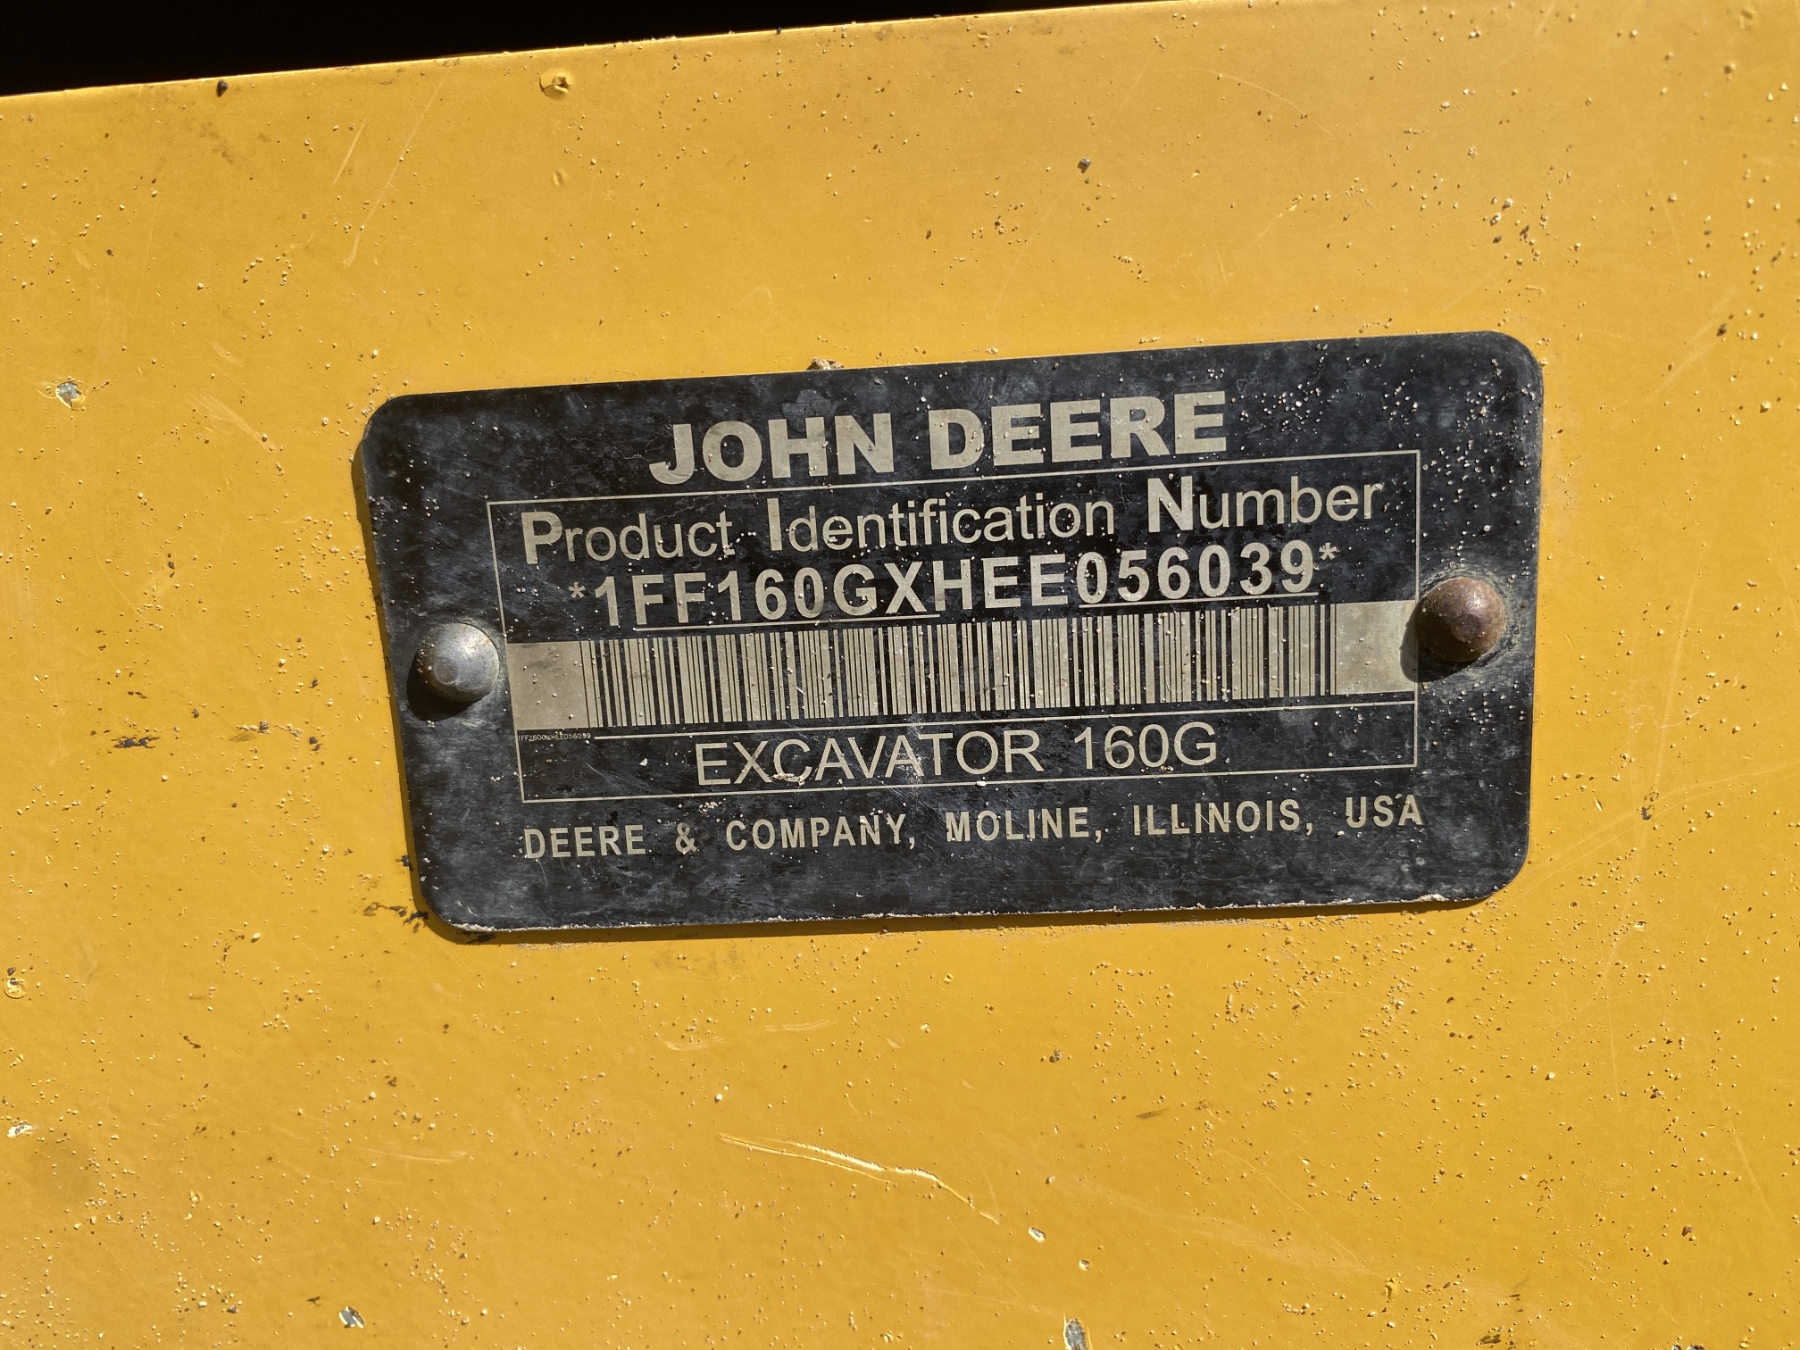 JOHN DEERE
Product Identification Number
*1FF160GXHEE056039*
EXCAVATOR 160G
DEERE & COMPANY, MOLINE, ILLINOIS, USA